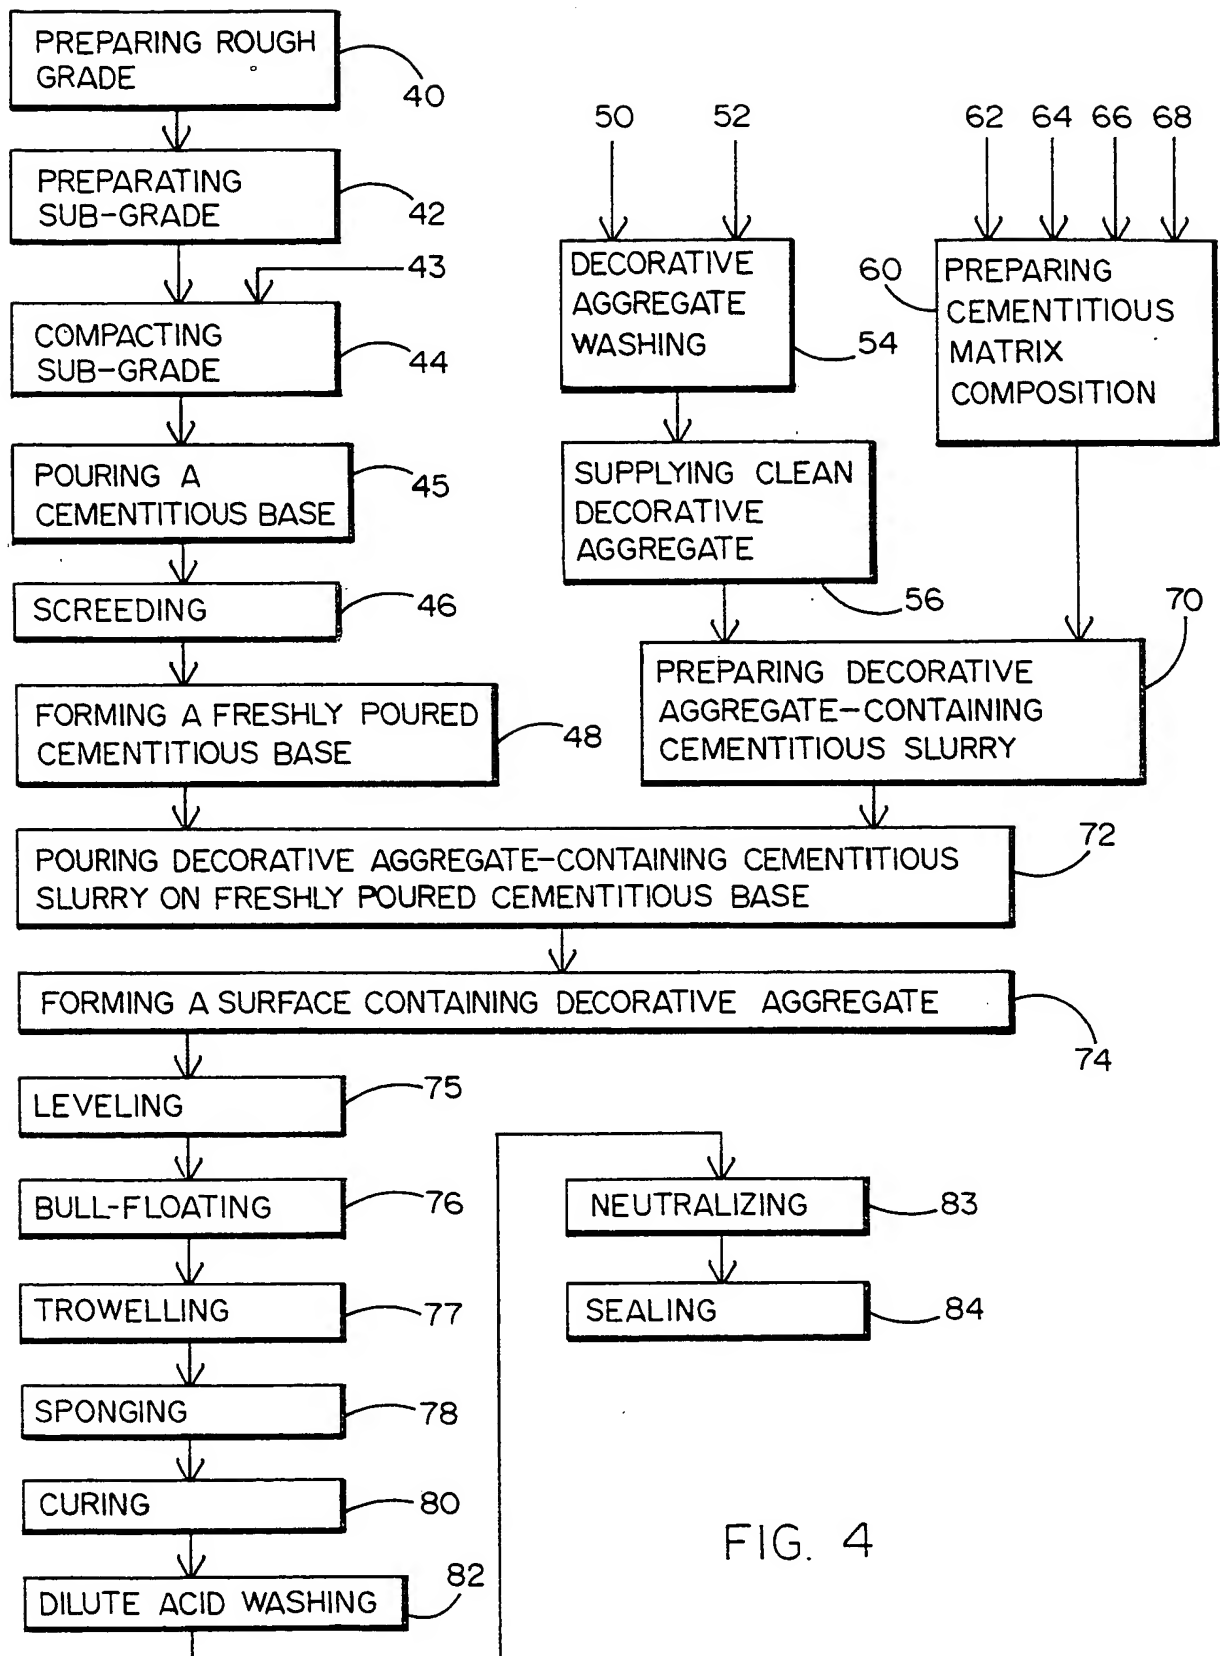 PREPARING ROUGH
GRADE
40
PREPARATING
SUB-GRADE
42
43
COMPACTING
SUB-GRADE
44
POURING A
CEMENTITIOUS BASE
45
SCREEDING
46
FORMING A FRESHLY POURED
CEMENTITIOUS BASE
48
50 52
DECORATIVE
AGGREGATE
WASHING
54
SUPPLYING CLEAN
DECORATIVE
AGGREGATE
56
62 64 66 68
60
PREPARING
CEMENTITIOUS
MATRIX
COMPOSITION
70
PREPARING DECORATIVE
AGGREGATE-CONTAINING
CEMENTITIOUS SLURRY
POURING DECORATIVE AGGREGATE-CONTAINING CEMENTITIOUS
SLURRY ON FRESHLY POURED CEMENTITIOUS BASE
72
FORMING A SURFACE CONTAINING DECORATIVE AGGREGATE
74
LEVELING
75
BULL-FLOATING
76
TROWELLING
77
SPONGING
78
CURING
80
DILUTE ACID WASHING
82
NEUTRALIZING
83
SEALING
84
FIG. 4